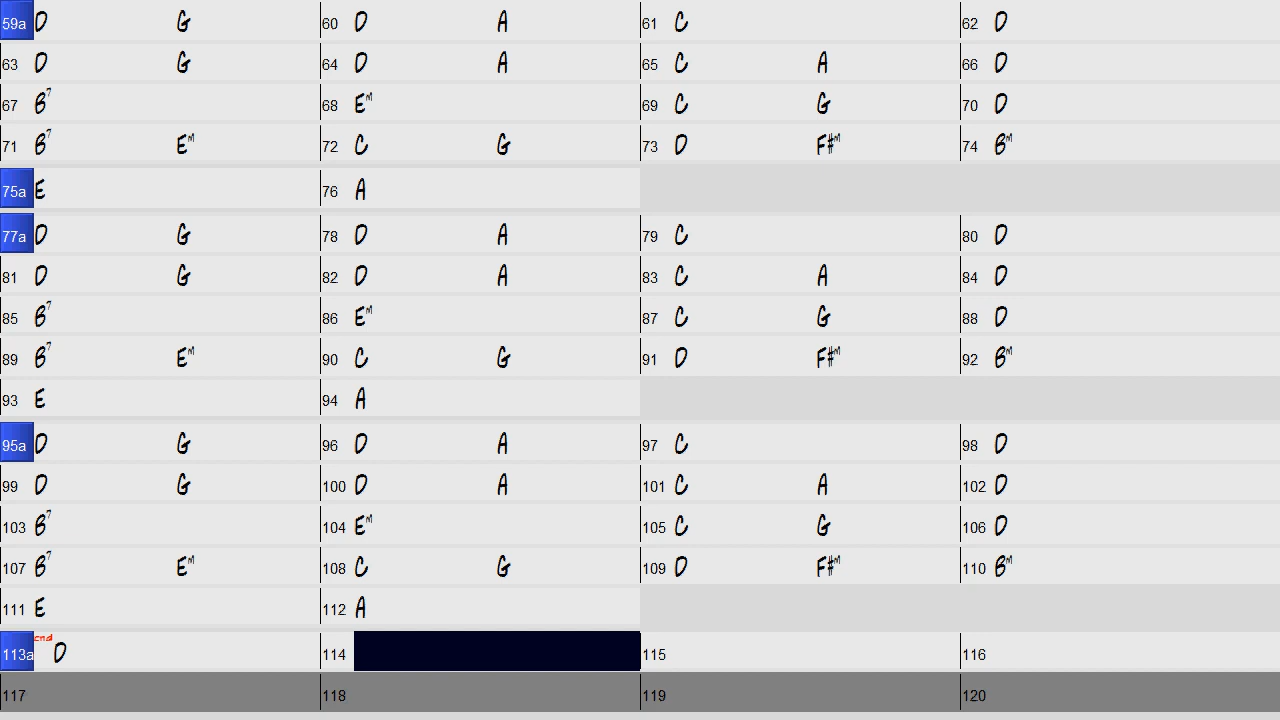 59a D G 60 D A 61 C 62 D
63 D G 64 D A 65 C A 66 D
67 B7 68 Em 69 C G 70 D
71 B7 Em 72 C G 73 D F#m 74 Bm
75a E 76 A
77a D G 78 D A 79 C 80 D
81 D G 82 D A 83 C A 84 D
85 B7 86 Em 87 C G 88 D
89 B7 Em 90 C G 91 D F#m 92 Bm
93 E 94 A
95a D G 96 D A 97 C 98 D
99 D G 100 D A 101 C A 102 D
103 B7 104 Em 105 C G 106 D
107 B7 Em 108 C G 109 D F#m 110 Bm
111 E 112 A
113a end D 114 115 116
117 118 119 120